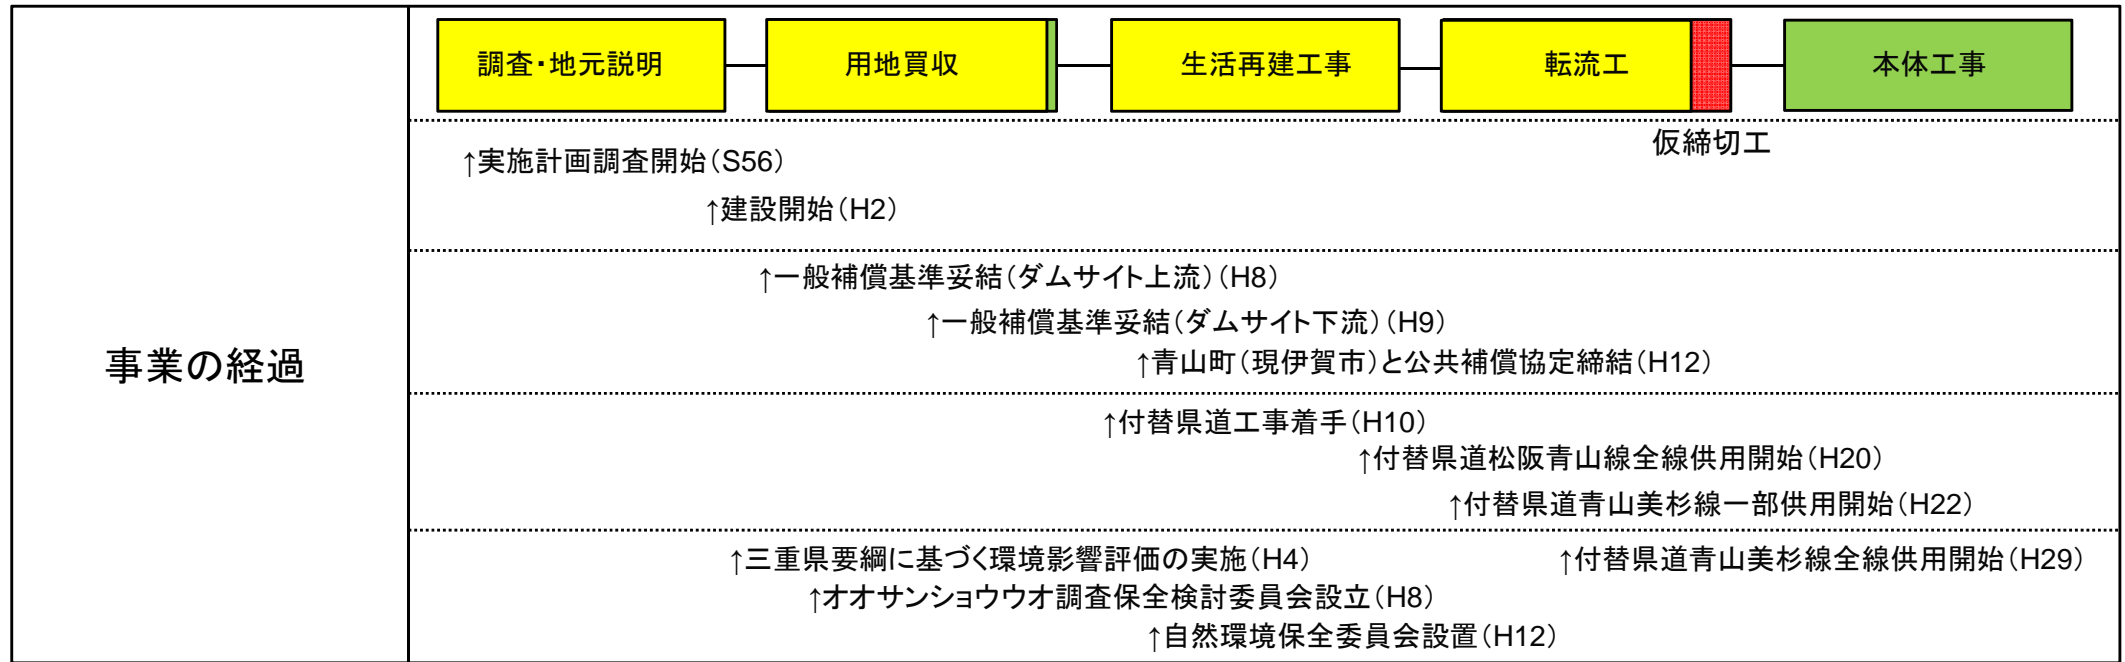 調査・地元説明
用地買収
生活再建工事
転流工
本体工事
仮締切工
事業の経過
↑実施計画調査開始(S56)
↑建設開始(H2)
↑一般補償基準妥結(ダムサイト上流)(H8)
↑一般補償基準妥結(ダムサイト下流)(H9)
↑青山町(現伊賀市)と公共補償協定締結(H12)
↑付替県道工事着手(H10)
↑付替県道松阪青山線全線供用開始(H20)
↑付替県道青山美杉線一部供用開始(H22)
↑三重県要綱に基づく環境影響評価の実施(H4)
↑付替県道青山美杉線全線供用開始(H29)
↑オオサンショウウオ調査保全検討委員会設立(H8)
↑自然環境保全委員会設置(H12)